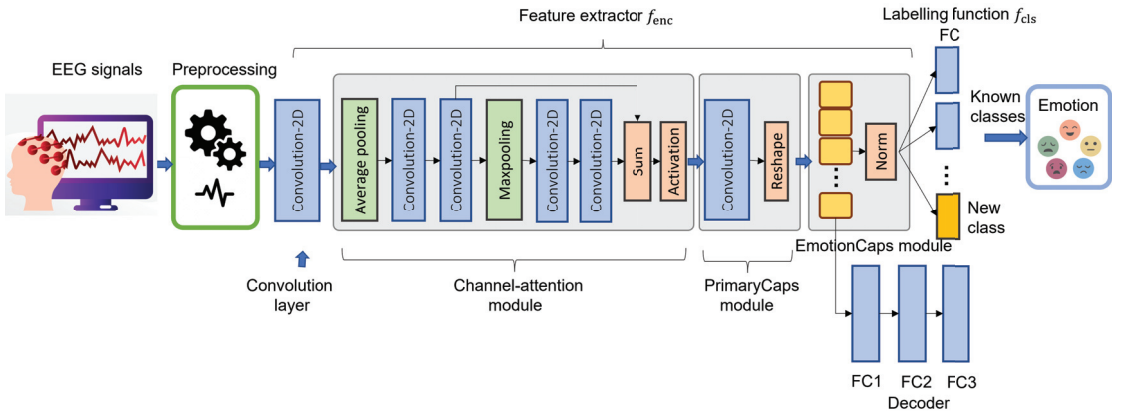 Feature extractor f_enc
Labelling function f_cls
FC
EEG signals
Preprocessing
Convolution-2D
Average pooling
Convolution-2D
Convolution-2D
Maxpooling
Convolution-2D
Convolution-2D
Sum
Activation
Convolution-2D
Reshape
Norm
Known
classes
Emotion
New
class
EmotionCaps module
Convolution
layer
Channel-attention
module
PrimaryCaps
module
FC1
FC2
FC3
Decoder